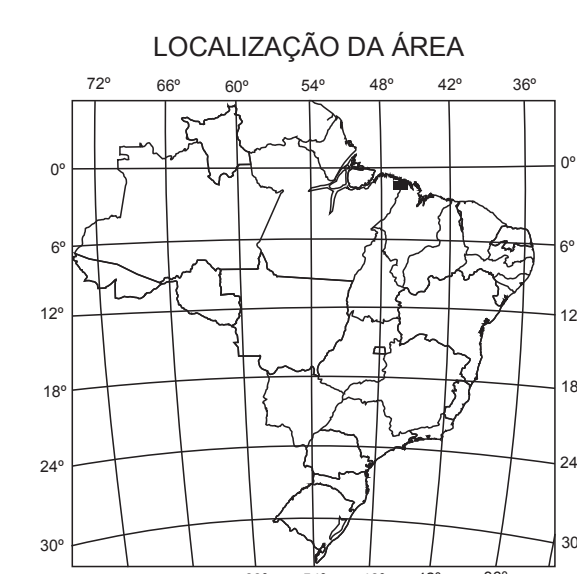 LOCALIZAÇÃO DA ÁREA
72º 66º 60º 54º 48º 42º 36º
0º 0º
6º 6º
12º 12
18º 18
24º 24
30º 30